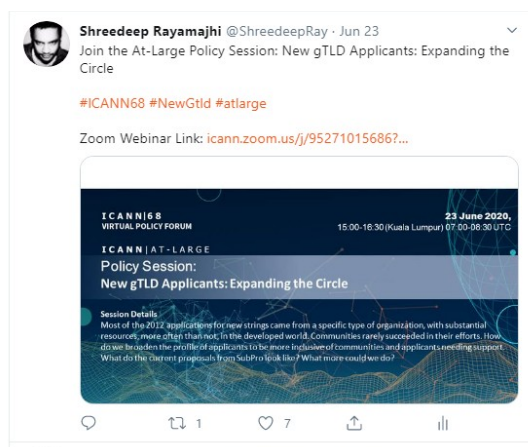 Shreedeep Rayamajhi @ShreedeepRay · Jun 23
Join the At-Large Policy Session: New gTLD Applicants: Expanding the
Circle
#ICANN68 #NewGtld #atlarge
Zoom Webinar Link: icann.zoom.us/j/95271015686?...
ICANN|68
VIRTUAL POLICY FORUM
23 June 2020,
15:00-16:30 (Kuala Lumpur) 07:00-08:30 UTC
ICANN|AT-LARGE
Policy Session:
New gTLD Applicants: Expanding the Circle
Session Details
Most of the 2012 applications for new strings came from a specific type of organization, with substantial
resources, more often than not, in the developed world. Communities rarely succeeded in their efforts. How
do we broaden the profile of applicants to be more inclusive of communities and applicants needing support.
What do the current proposals from SubPro look like? What more could we do?
1
7